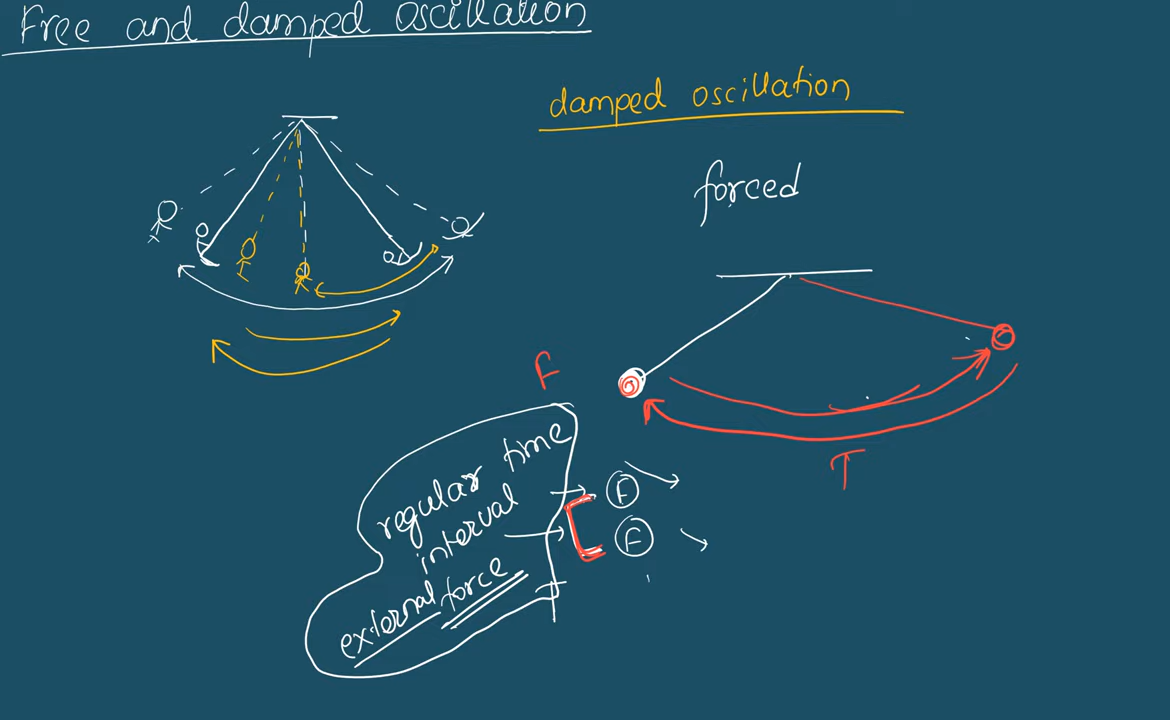 Free and damped oscillation
damped oscillation
forced
F
T
regular time
interval
external force
F
F